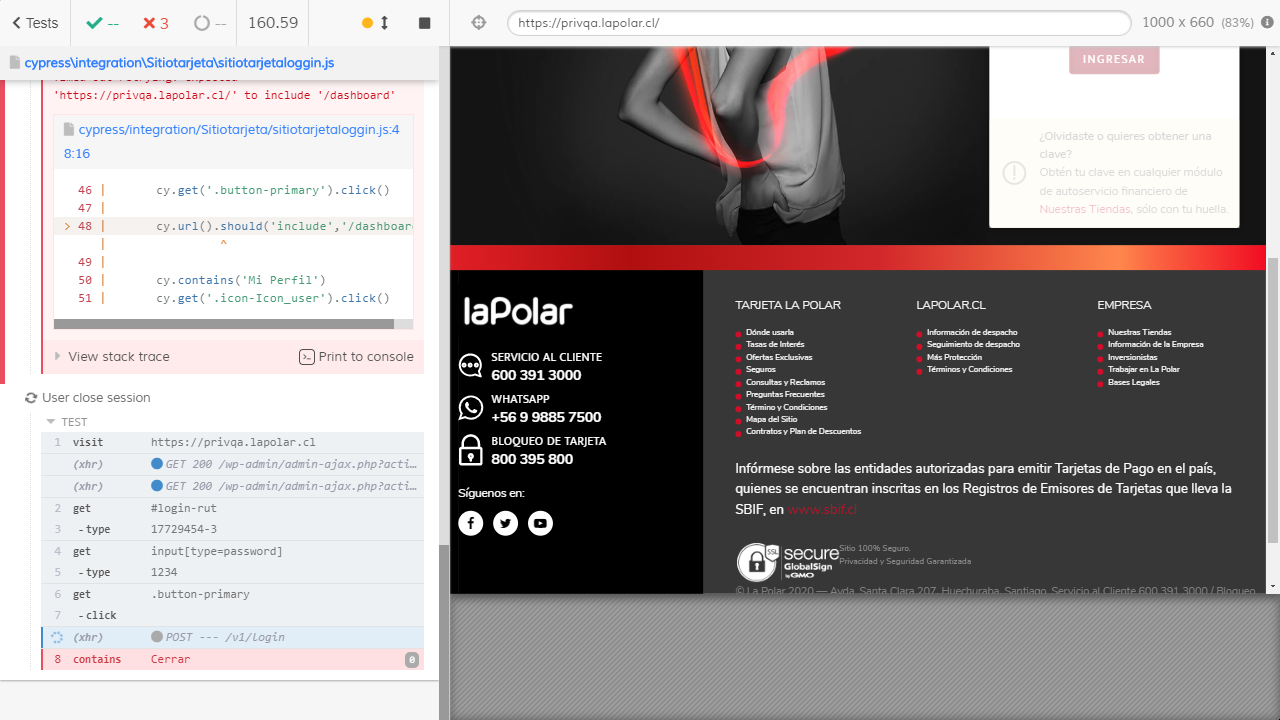 Tests
--
3
--
160.59
https://privqa.lapolar.cl/
1000 x 660 (83%)
cypress\integration\Sitiotarjeta\sitiotarjetaloggin.js
'https://privqa.lapolar.cl/' to include '/dashboard'
cypress/integration/Sitiotarjeta/sitiotarjetaloggin.js:4
8:16
46 | cy.get('.button-primary').click()
47 |
> 48 | cy.url().should('include','/dashboar
| ^
49 |
50 | cy.contains('Mi Perfil')
51 | cy.get('.icon-Icon_user').click()
View stack trace
Print to console
User close session
TEST
1 visit https://privqa.lapolar.cl
(xhr) GET 200 /wp-admin/admin-ajax.php?acti...
(xhr) GET 200 /wp-admin/admin-ajax.php?acti...
2 get #login-rut
3 -type 17729454-3
4 get input[type=password]
5 -type 1234
6 get .button-primary
7 -click
(xhr) POST --- /v1/login
8 contains Cerrar 0
INGRESAR
¿Olvidaste o quieres obtener una
clave?
Obtén tu clave en cualquier módulo
de autoservicio financiero de
Nuestras Tiendas, sólo con tu huella.
laPolar
SERVICIO AL CLIENTE
600 391 3000
WHATSAPP
+56 9 9885 7500
BLOQUEO DE TARJETA
800 395 800
Síguenos en:
TARJETA LA POLAR
Dónde usarla
Tasas de Interés
Ofertas Exclusivas
Seguros
Consultas y Reclamos
Preguntas Frecuentes
Término y Condiciones
Mapa del Sitio
Contratos y Plan de Descuentos
LAPOLAR.CL
Información de despacho
Seguimiento de despacho
Más Protección
Términos y Condiciones
EMPRESA
Nuestras Tiendas
Información de la Empresa
Inversionistas
Trabajar en La Polar
Bases Legales
Infórmese sobre las entidades autorizadas para emitir Tarjetas de Pago en el país,
quienes se encuentran inscritas en los Registros de Emisores de Tarjetas que lleva la
SBIF, en www.sbif.cl
SSL
secure
GlobalSign
by GMO
Sitio 100% Seguro.
Privacidad y Seguridad Garantizada
© La Polar 2020 — Avda. Santa Clara 207, Huechuraba, Santiago. Servicio al Cliente 600 391 3000 / Bloqueo